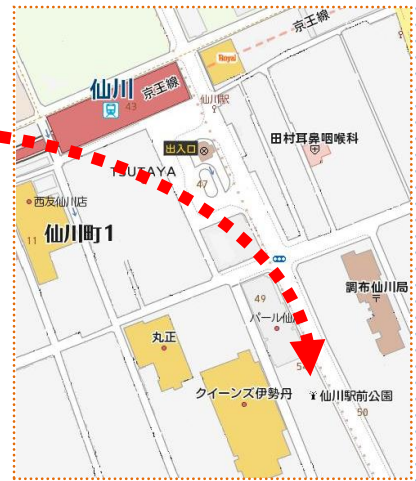 京王線
Royal
仙川
京王線
43
仙川駅
出入口
田村耳鼻咽喉科
TSUTAYA
47
西友仙川店
11
仙川町1
調布仙川局
49
パール仙
丸正
54
クイーンズ伊勢丹
仙川駅前公園
50